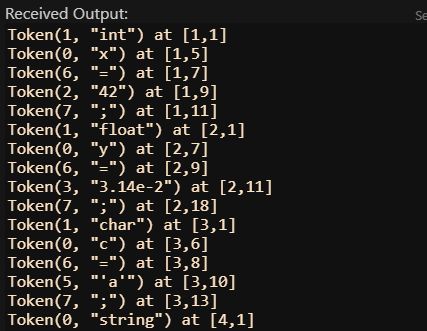 Received Output:
Se
Token(1, "int") at [1,1]
Token(0, "x") at [1,5]
Token(6, "=") at [1,7]
Token(2, "42") at [1,9]
Token(7, ";") at [1,11]
Token(1, "float") at [2,1]
Token(0, "y") at [2,7]
Token(6, "=") at [2,9]
Token(3, "3.14e-2") at [2,11]
Token(7, ";") at [2,18]
Token(1, "char") at [3,1]
Token(0, "c") at [3,6]
Token(6, "=") at [3,8]
Token(5, "'a'") at [3,10]
Token(7, ";") at [3,13]
Token(0, "string") at [4,1]